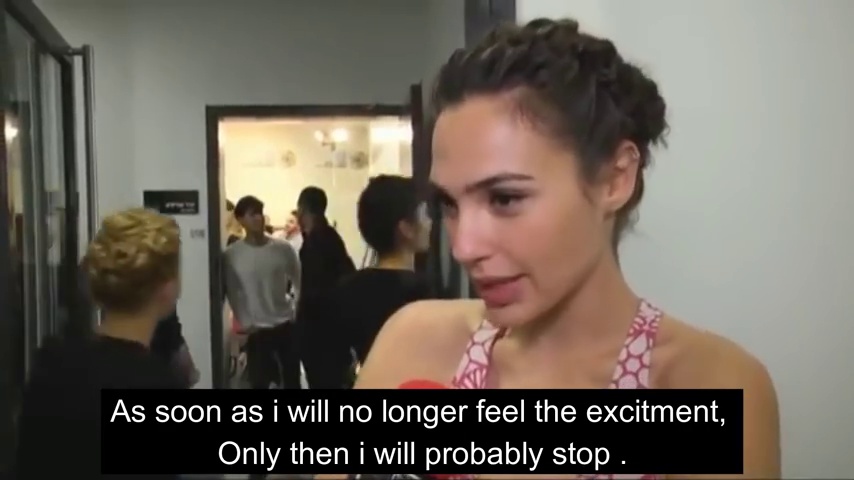 As soon as i will no longer feel the excitment,
Only then i will probably stop .